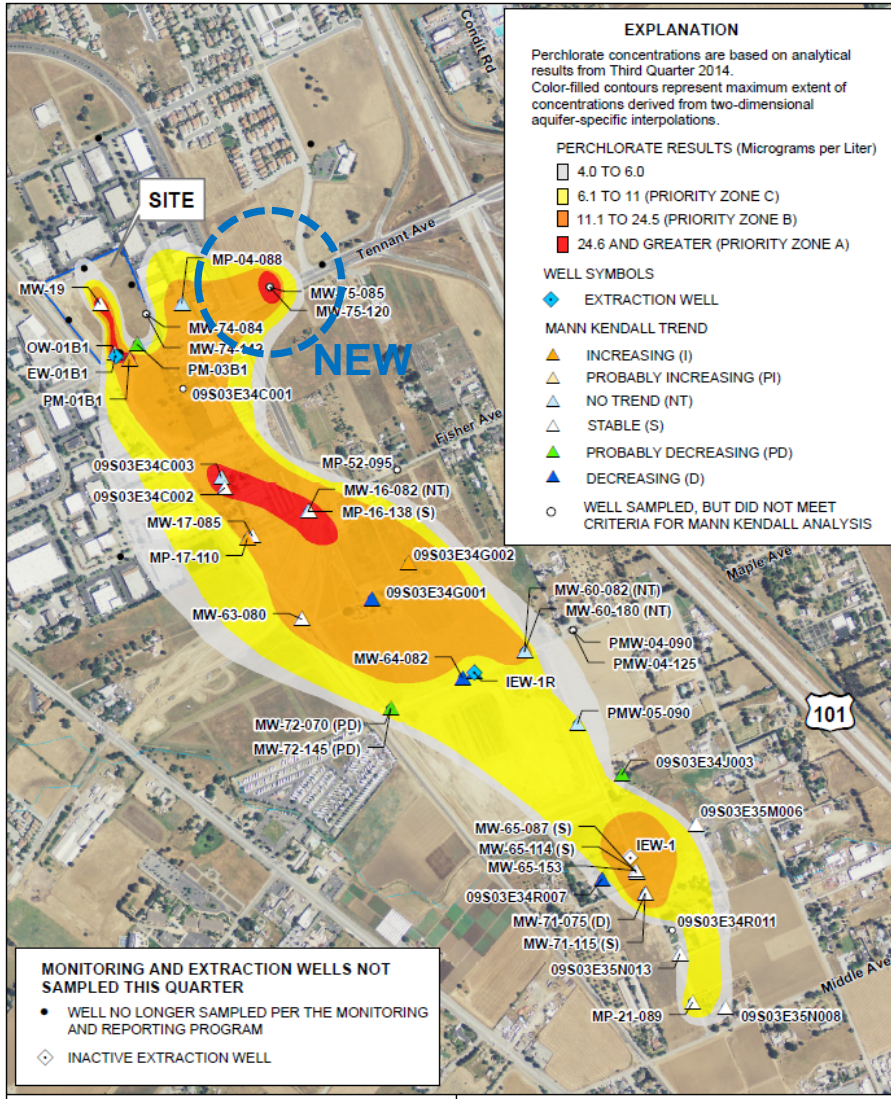 Condit Rd
EXPLANATION
Perchlorate concentrations are based on analytical
results from Third Quarter 2014.
Color-filled contours represent maximum extent of
concentrations derived from two-dimensional
aquifer-specific interpolations.
PERCHLORATE RESULTS (Micrograms per Liter)
4.0 TO 6.0
6.1 TO 11 (PRIORITY ZONE C)
11.1 TO 24.5 (PRIORITY ZONE B)
24.6 AND GREATER (PRIORITY ZONE A)
WELL SYMBOLS
EXTRACTION WELL
MANN KENDALL TREND
INCREASING (I)
PROBABLY INCREASING (PI)
NO TREND (NT)
STABLE (S)
PROBABLY DECREASING (PD)
DECREASING (D)
WELL SAMPLED, BUT DID NOT MEET
CRITERIA FOR MANN KENDALL ANALYSIS
SITE
Tennant Ave
MP-04-088
MW-19
MW-75-085
MW-75-120
MW-74-084
MW-74-142
NEW
OW-01B1
EW-01B1
PM-03B1
PM-01B1
09S03E34C001
Fisher Ave
MP-52-095
09S03E34C003
09S03E34C002
MW-16-082 (NT)
MP-16-138 (S)
MW-17-085
MP-17-110
09S03E34G002
Maple Ave
09S03E34G001
MW-60-082 (NT)
MW-60-180 (NT)
MW-63-080
PMW-04-090
PMW-04-125
MW-64-082
IEW-1R
101
PMW-05-090
MW-72-070 (PD)
MW-72-145 (PD)
09S03E34J003
09S03E35M006
MW-65-087 (S)
IEW-1
MW-65-114 (S)
MW-65-153
09S03E34R007
MW-71-075 (D)
09S03E34R011
MW-71-115 (S)
09S03E35N013
Middle Ave
MP-21-089
09S03E35N008
MONITORING AND EXTRACTION WELLS NOT
SAMPLED THIS QUARTER
WELL NO LONGER SAMPLED PER THE MONITORING
AND REPORTING PROGRAM
INACTIVE EXTRACTION WELL